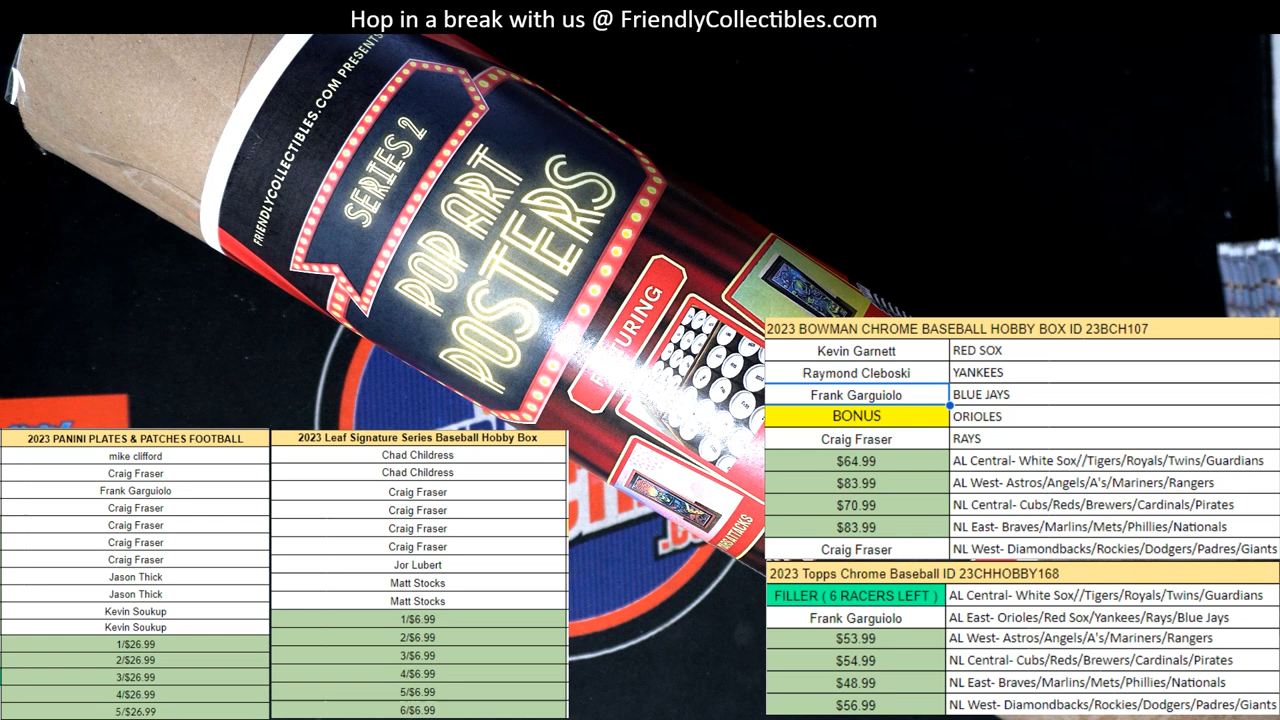 Hop in a break with us @ FriendlyCollectibles.com
FRIENDLYCOLLECTIBLES.COM PRESENTS
SERIES 2
POP ART
POSTERS
2023 BOWMAN CHROME BASEBALL HOBBY BOX ID 23BCH107
Kevin Garnett RED SOX
Raymond Cleboski YANKEES
Frank Garguiolo BLUE JAYS
BONUS ORIOLES
Craig Fraser RAYS
$64.99 AL Central- White Sox//Tigers/Royals/Twins/Guardians
$83.99 AL West- Astros/Angels/A's/Mariners/Rangers
$70.99 NL Central- Cubs/Reds/Brewers/Cardinals/Pirates
$83.99 NL East- Braves/Marlins/Mets/Phillies/Nationals
Craig Fraser NL West- Diamondbacks/Rockies/Dodgers/Padres/Giants
2023 Topps Chrome Baseball ID 23CHHOBBY168
FILLER ( 6 RACERS LEFT ) AL Central- White Sox//Tigers/Royals/Twins/Guardians
Frank Garguiolo AL East- Orioles/Red Sox/Yankees/Rays/Blue Jays
$53.99 AL West- Astros/Angels/A's/Mariners/Rangers
$54.99 NL Central- Cubs/Reds/Brewers/Cardinals/Pirates
$48.99 NL East- Braves/Marlins/Mets/Phillies/Nationals
$56.99 NL West- Diamondbacks/Rockies/Dodgers/Padres/Giants
2023 PANINI PLATES & PATCHES FOOTBALL
mike clifford
Craig Fraser
Frank Garguiolo
Craig Fraser
Craig Fraser
Craig Fraser
Craig Fraser
Jason Thick
Jason Thick
Kevin Soukup
Kevin Soukup
1/$26.99
2/$26.99
3/$26.99
4/$26.99
5/$26.99
2023 Leaf Signature Series Baseball Hobby Box
Chad Childress
Chad Childress
Craig Fraser
Craig Fraser
Craig Fraser
Craig Fraser
Jor Lubert
Matt Stocks
Matt Stocks
1/$6.99
2/$6.99
3/$6.99
4/$6.99
5/$6.99
6/$6.99